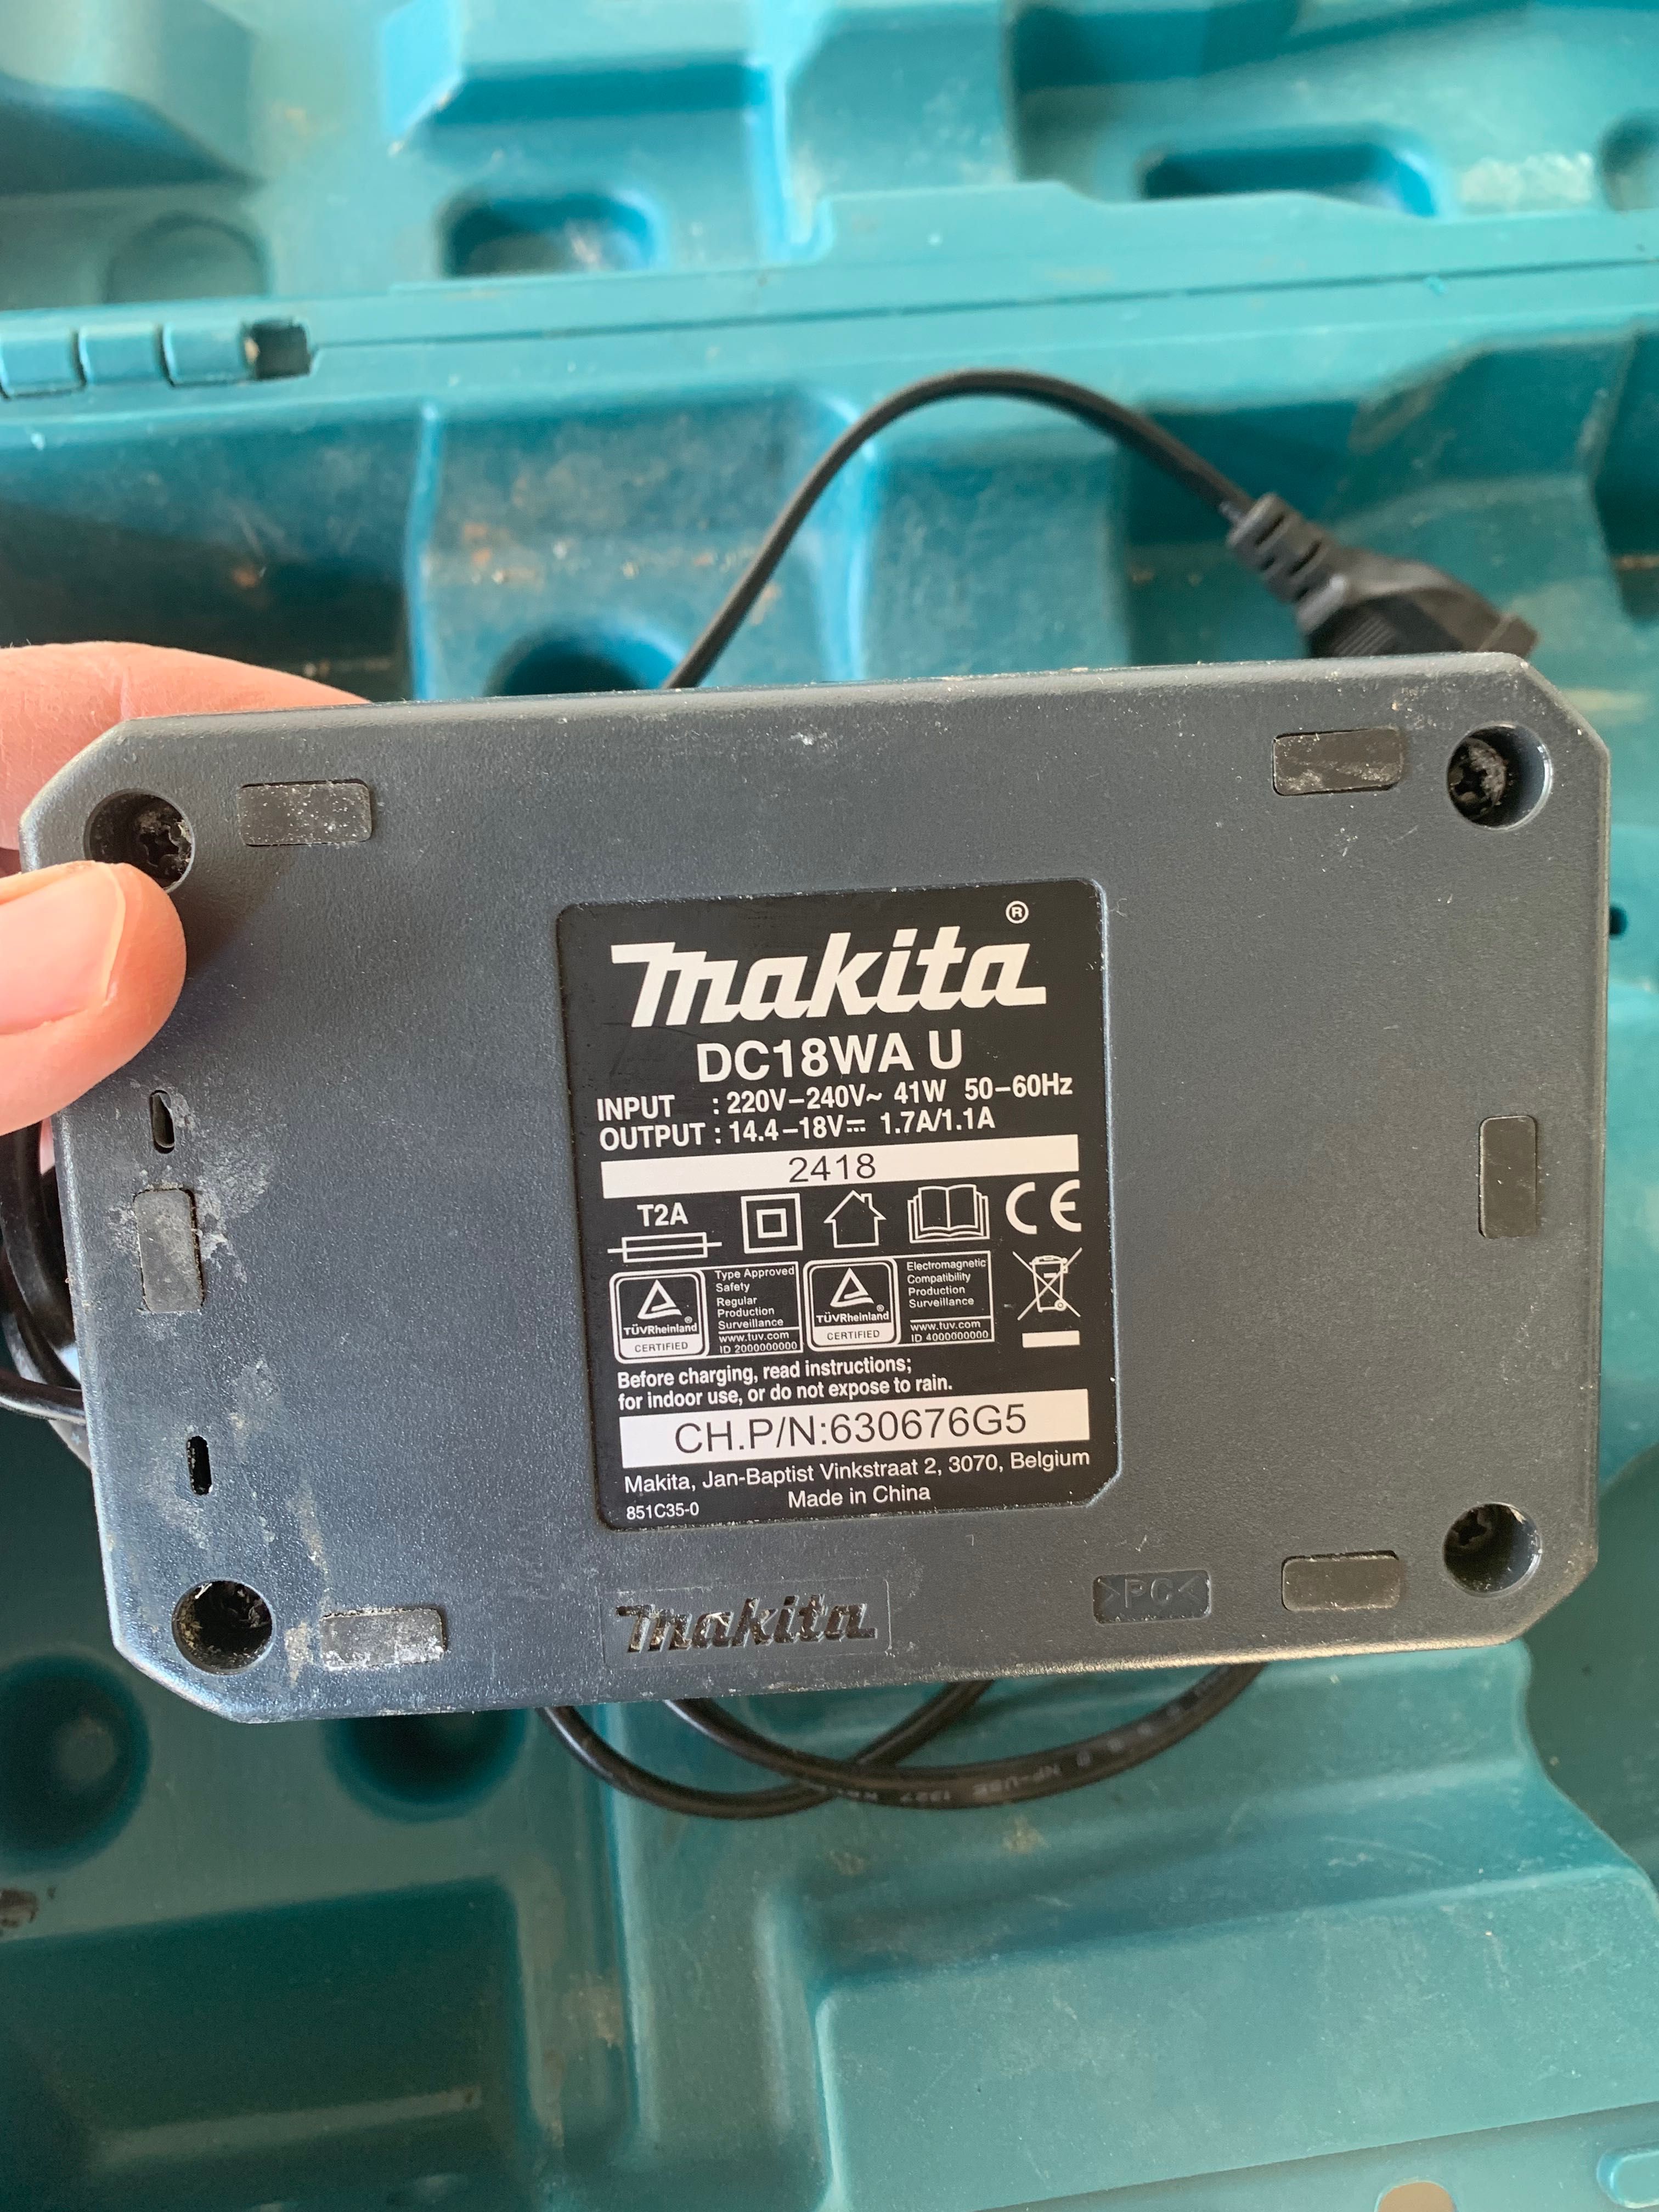 makita®
DC18WA U
INPUT : 220V–240V~ 41W 50–60Hz
OUTPUT : 14.4–18V⎓ 1.7A/1.1A
2418
T2A
CE
TÜVRheinland®
CERTIFIED
Type Approved
Safety
Regular
Production
Surveillance
www.tuv.com
ID 2000000000
TÜVRheinland®
CERTIFIED
Electromagnetic
Compatibility
Production
Surveillance
www.tuv.com
ID 4000000000
Before charging, read instructions;
for indoor use, or do not expose to rain.
CH.P/N:630676G5
Makita, Jan-Baptist Vinkstraat 2, 3070, Belgium
851C35-0 Made in China
makita
>PC<